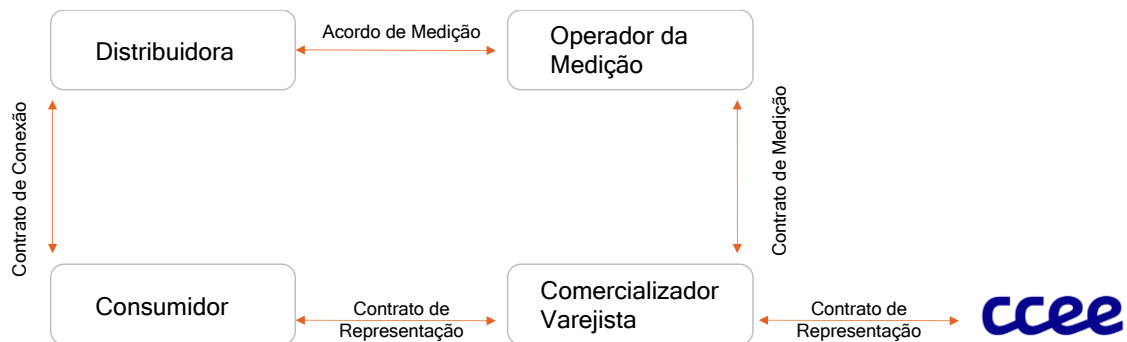 Distribuidora
Acordo de Medição
Operador da
Medição
Contrato de Conexão
Contrato de Medição
Consumidor
Contrato de
Representação
Comercializador
Varejista
Contrato de
Representação
ccee